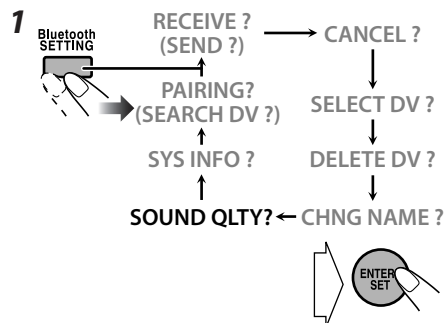 1
Bluetooth
SETTING
RECEIVE ?
(SEND ?)
CANCEL ?
PAIRING?
(SEARCH DV ?)
SELECT DV ?
SYS INFO ?
DELETE DV ?
SOUND QLTY?
CHNG NAME ?
ENTER
SET